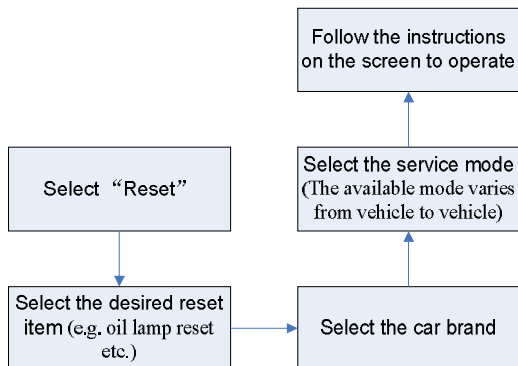 Select “Reset”
Select the desired reset
item (e.g. oil lamp reset
etc.)
Select the car brand
Select the service mode
(The available mode varies
from vehicle to vehicle)
Follow the instructions
on the screen to operate